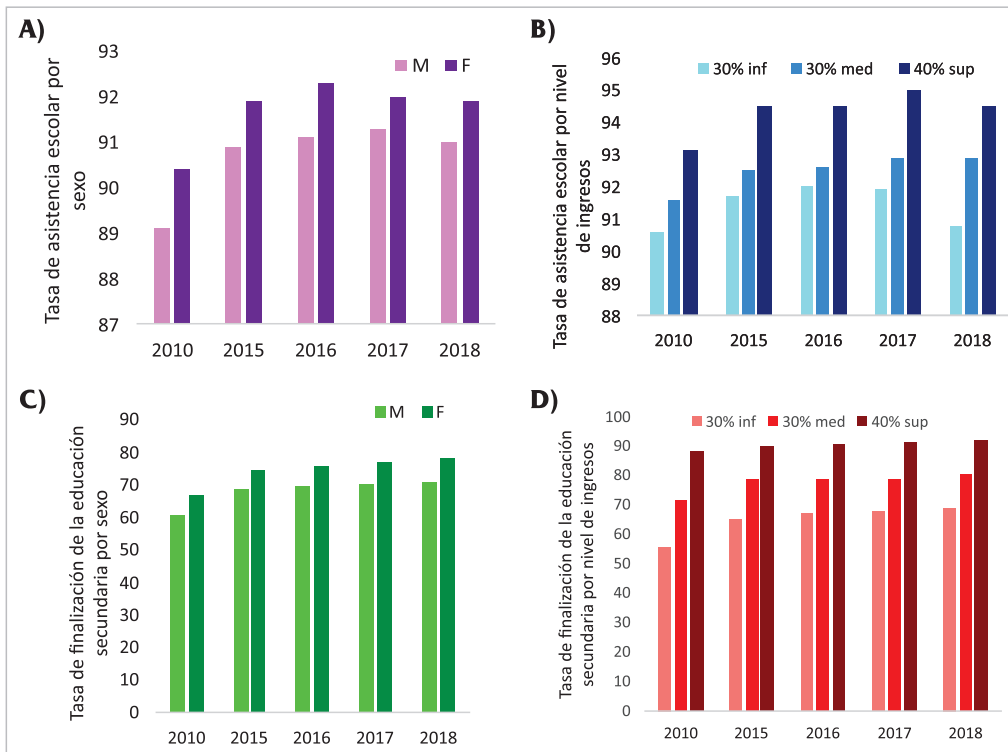 A)
Tasa de asistencia escolar por
sexo
M F
93
92
91
90
89
88
87
2010 2015 2016 2017 2018
B)
Tasa de asistencia escolar por nivel
de ingresos
30% inf 30% med 40% sup
96
95
94
93
92
91
90
89
88
2010 2015 2016 2017 2018
C)
Tasa de finalización de la educación
secundaria por sexo
M F
90
80
70
60
50
40
30
20
10
0
2010 2015 2016 2017 2018
D)
Tasa de finalización de la educación
secundaria por nivel de ingresos
30% inf 30% med 40% sup
100
90
80
70
60
50
40
30
20
10
0
2010 2015 2016 2017 2018